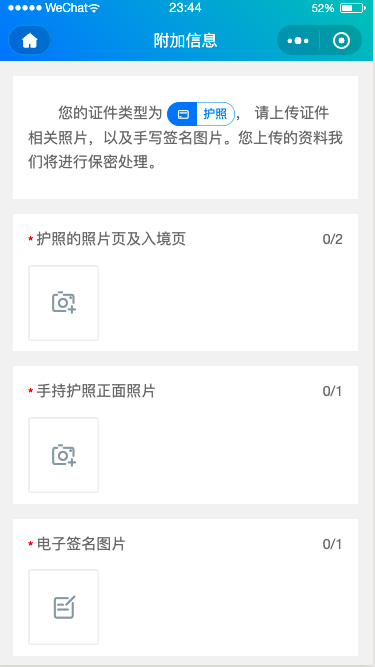 WeChat 23:44 52%
附加信息
您的证件类型为 护照，请上传证件
相关照片，以及手写签名图片。您上传的资料我
们将进行保密处理。
*护照的照片页及入境页 0/2
*手持护照正面照片 0/1
*电子签名图片 0/1